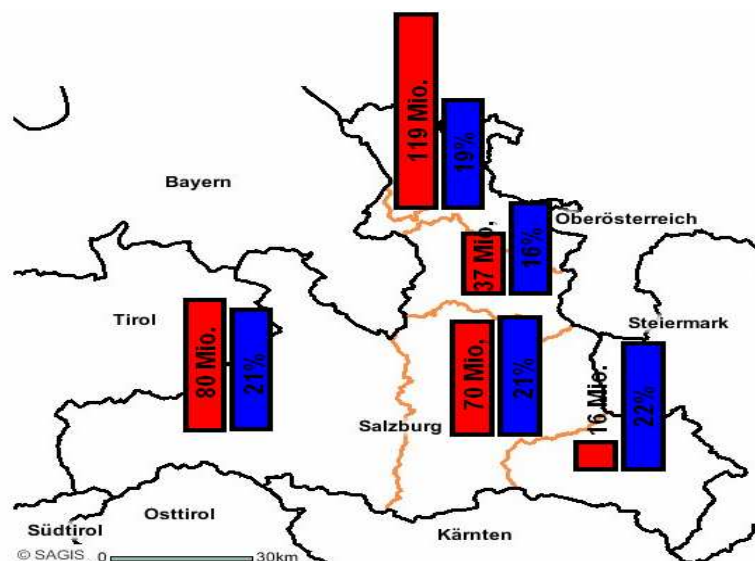 119 Mio.
19%
Bayern
37 Mio,
16%
Oberösterreich
Tirol
80 Mio.
21%
70 Mio,
21%
Steiermark
16 Mio.
22%
Salzburg
Südtirol
Osttirol
Kärnten
© SAGIS 0 30km